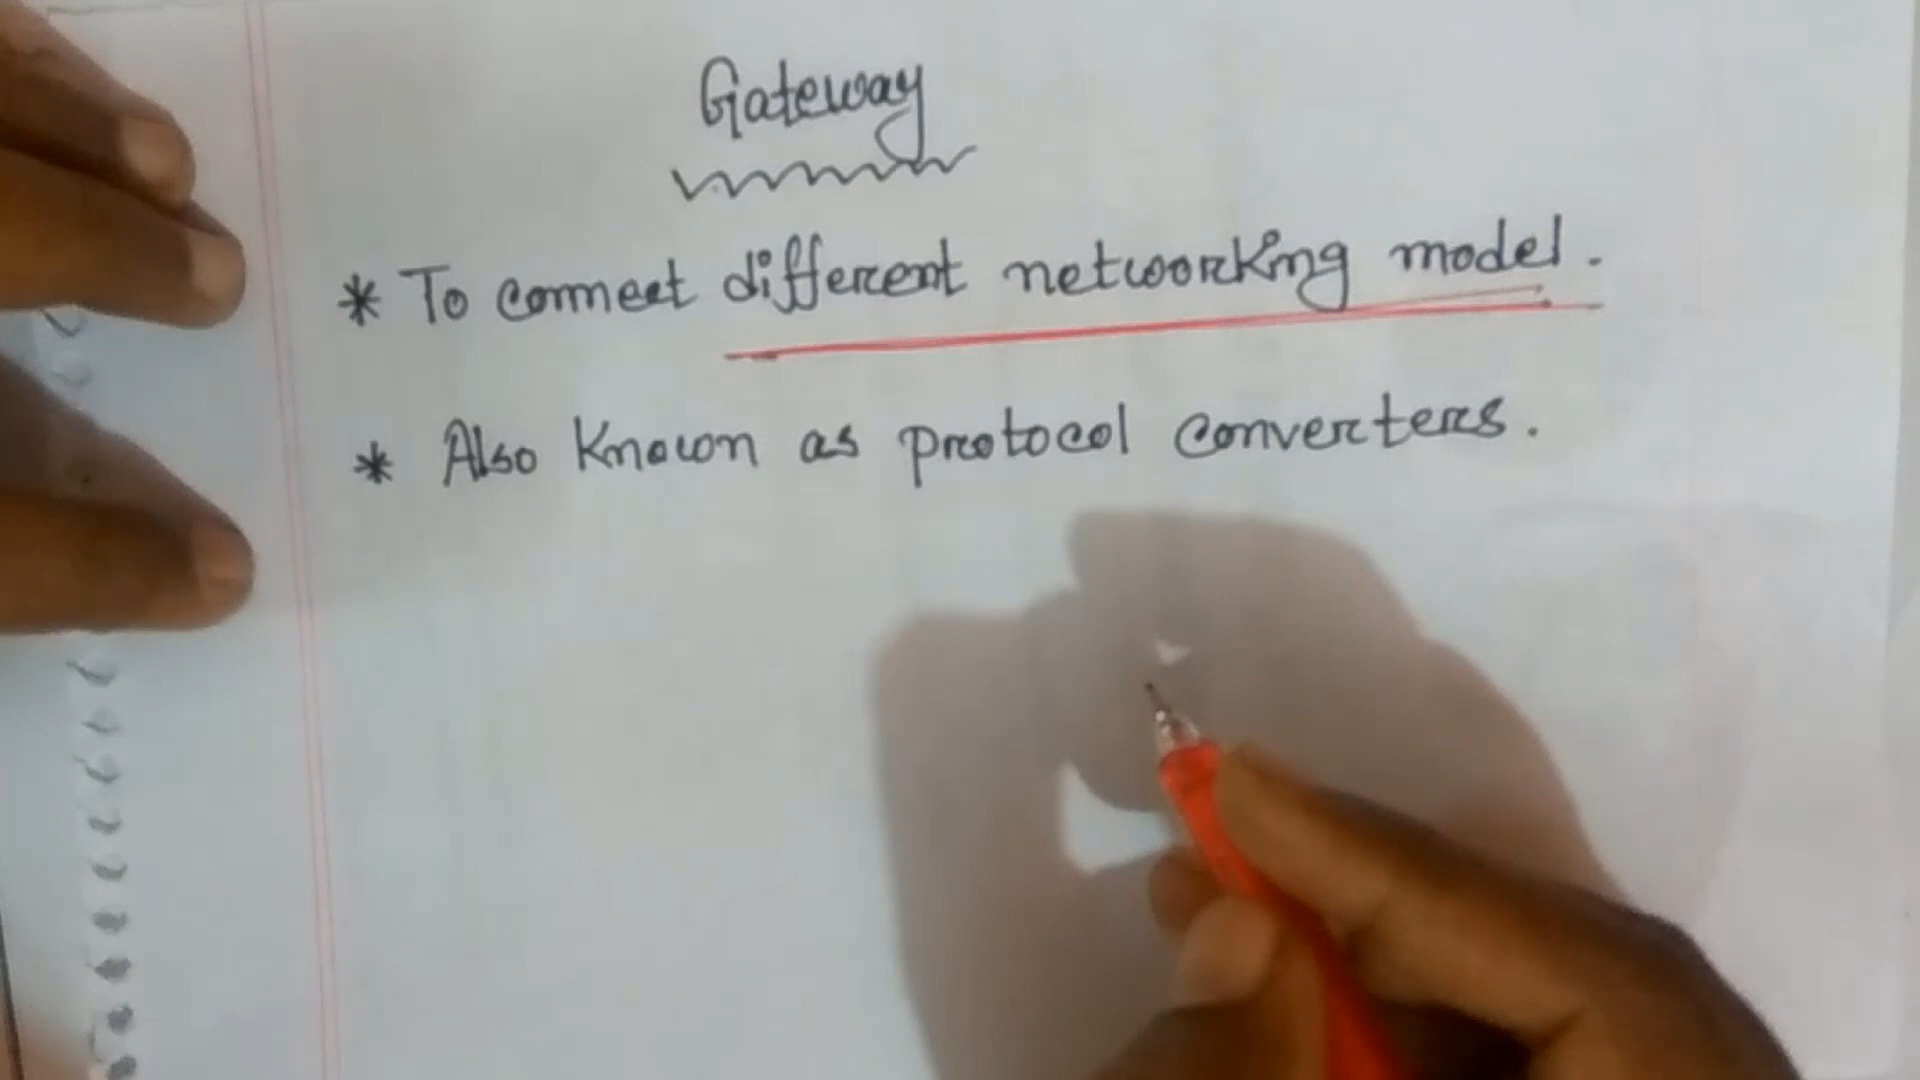 Gateway
* To connect different networking model.
* Also Known as protocol converters.